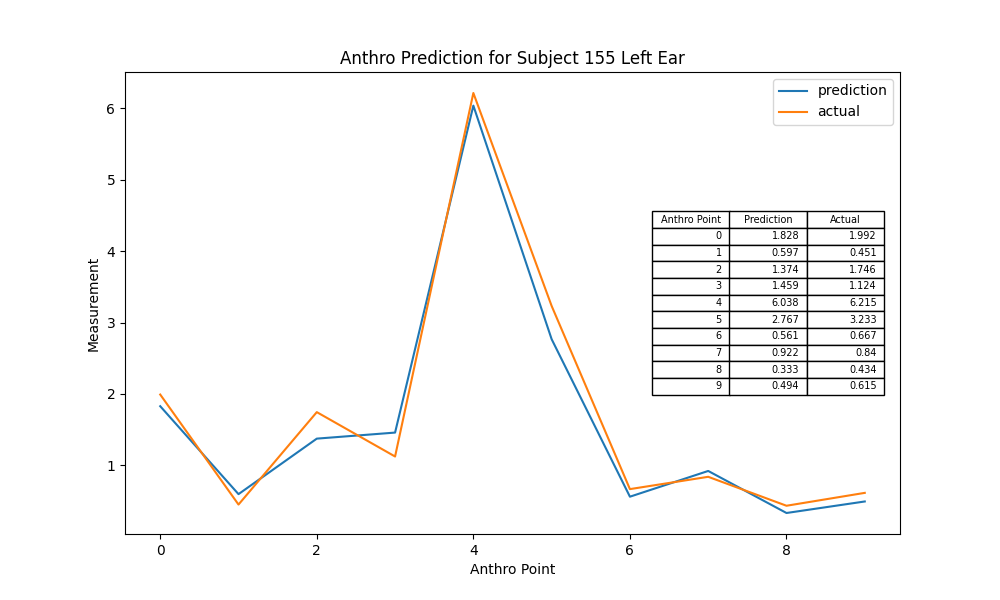 Anthro Prediction for Subject 155 Left Ear
prediction
actual
6
5
4
3
2
1
Measurement
Anthro Point Prediction Actual
0 1.828 1.992
1 0.597 0.451
2 1.374 1.746
3 1.459 1.124
4 6.038 6.215
5 2.767 3.233
6 0.561 0.667
7 0.922 0.84
8 0.333 0.434
9 0.494 0.615
0 2 4 6 8
Anthro Point